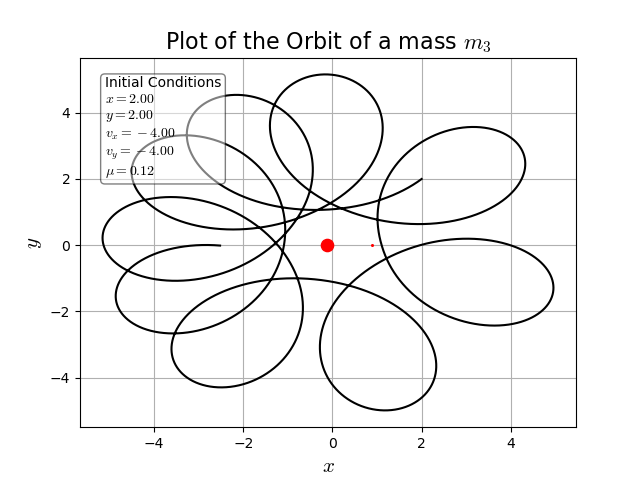 Plot of the Orbit of a mass m₃
Initial Conditions
x = 2.00
y = 2.00
vₓ = −4.00
v_y = −4.00
μ = 0.12
4
2
0
−2
−4
y
−4
−2
0
2
4
x